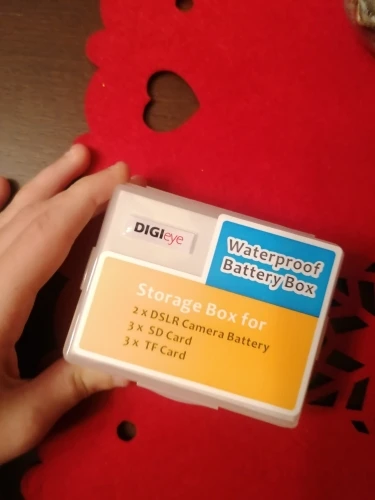 DIGIeye
Waterproof
Battery Box
Storage Box for
2 x DSLR Camera Battery
3 x SD Card
3 x TF Card